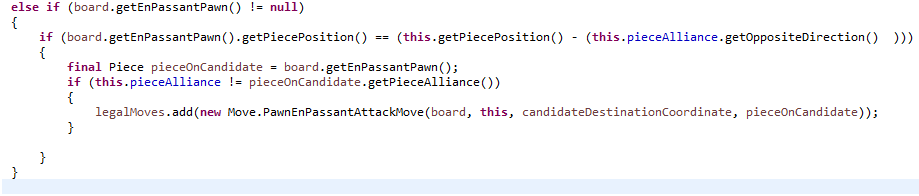 else if (board.getEnPassantPawn() != null)
{
if (board.getEnPassantPawn().getPiecePosition() == (this.getPiecePosition() - (this.pieceAlliance.getOppositeDirection()  )))
{
final Piece pieceOnCandidate = board.getEnPassantPawn();
if (this.pieceAlliance != pieceOnCandidate.getPieceAlliance())
{
legalMoves.add(new Move.PawnEnPassantAttackMove(board, this, candidateDestinationCoordinate, pieceOnCandidate));
}
}
}